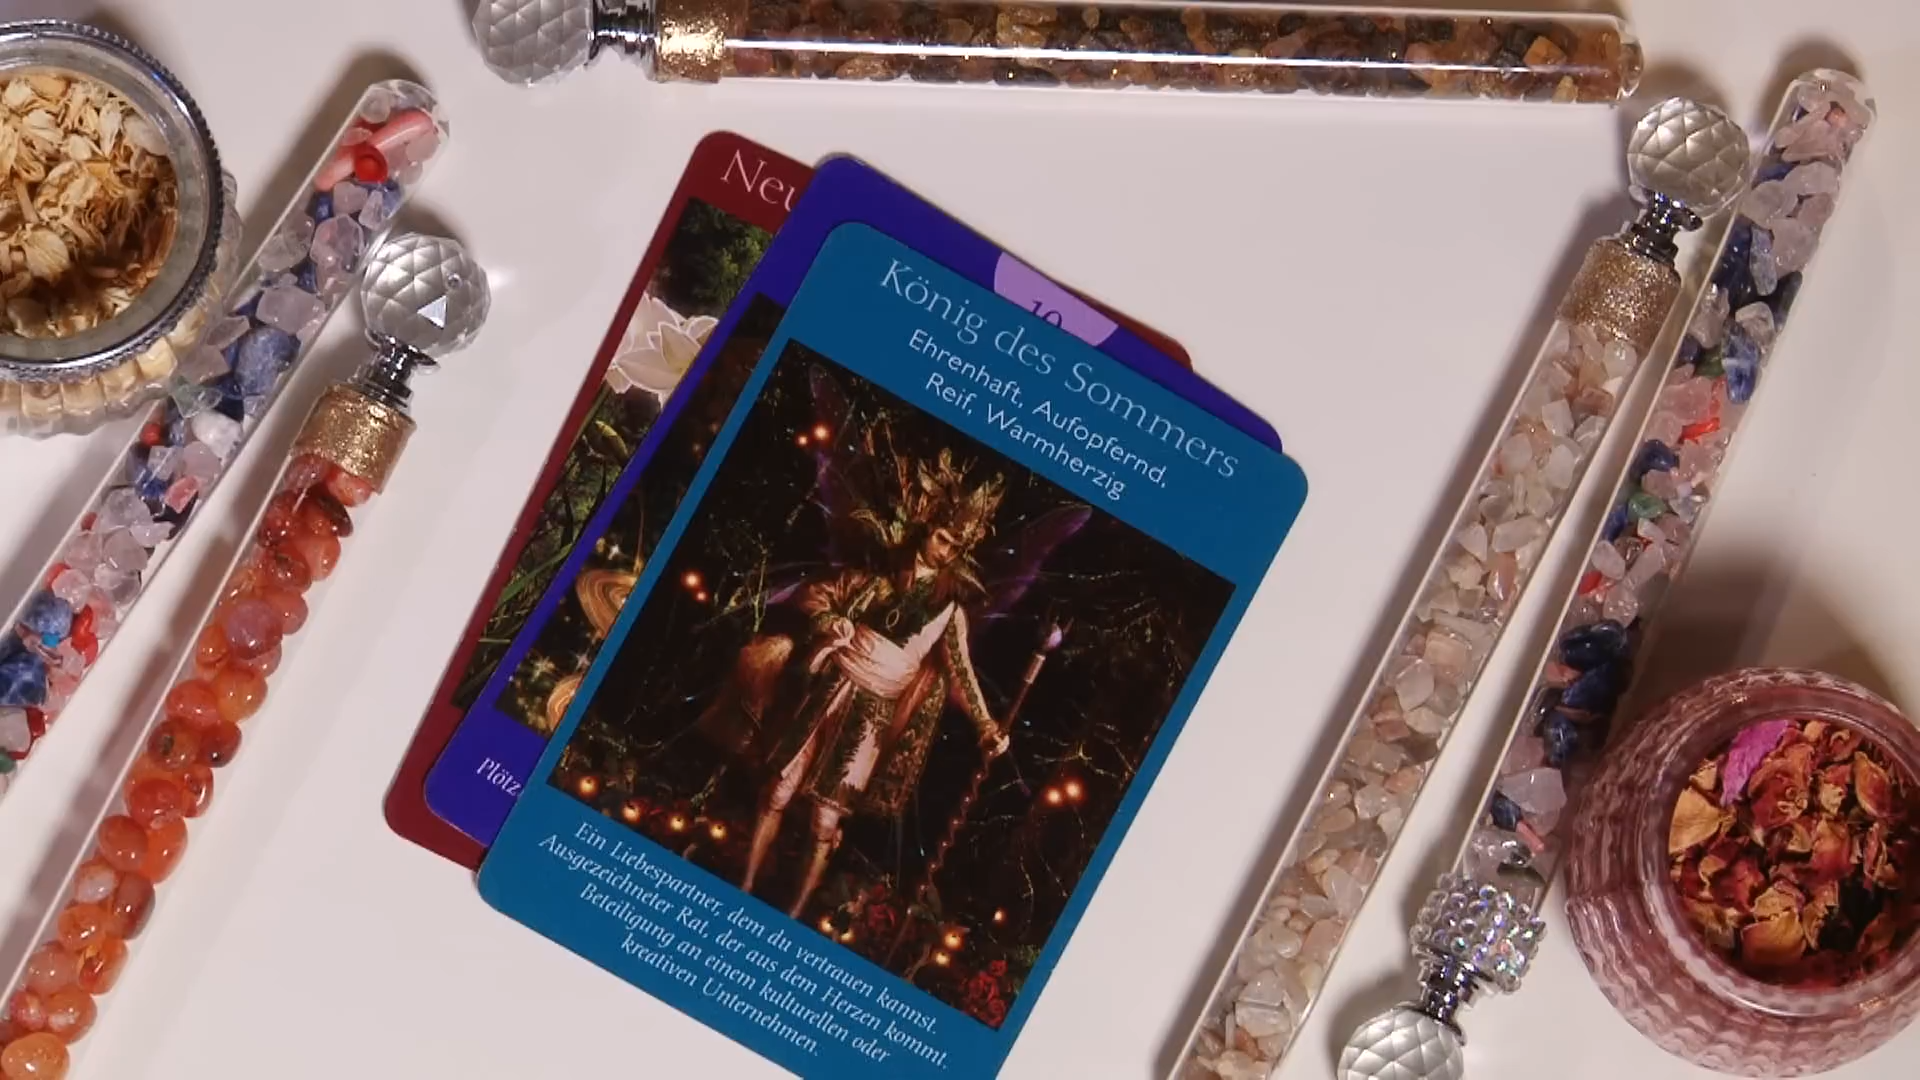 Neu
10
König des Sommers
Ehrenhaft, Aufopfernd,
Reif, Warmherzig
Plötz
Ein Liebespartner, dem du vertrauen kannst.
Ausgezeichneter Rat, der aus dem Herzen kommt.
Beteiligung an einem kulturellen oder
kreativen Unternehmen.